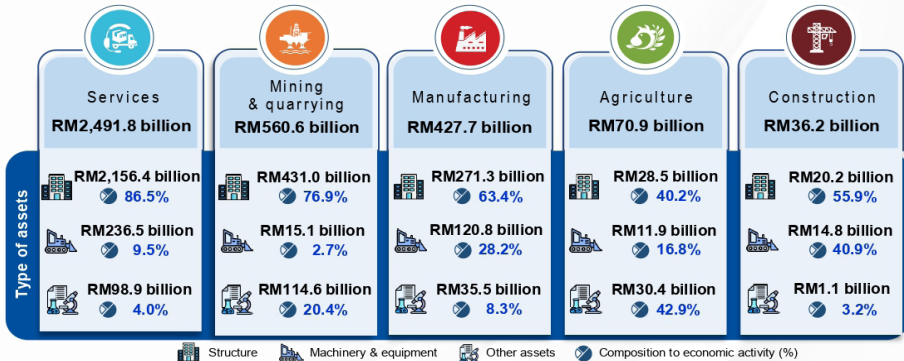 Services
RM2,491.8 billion
Mining
& quarrying
RM560.6 billion
Manufacturing
RM427.7 billion
Agriculture
RM70.9 billion
Construction
RM36.2 billion
Type of assets
RM2,156.4 billion
86.5%
RM236.5 billion
9.5%
RM98.9 billion
4.0%
RM431.0 billion
76.9%
RM15.1 billion
2.7%
RM114.6 billion
20.4%
RM271.3 billion
63.4%
RM120.8 billion
28.2%
RM35.5 billion
8.3%
RM28.5 billion
40.2%
RM11.9 billion
16.8%
RM30.4 billion
42.9%
RM20.2 billion
55.9%
RM14.8 billion
40.9%
RM1.1 billion
3.2%
Structure
Machinery & equipment
Other assets
Composition to economic activity (%)